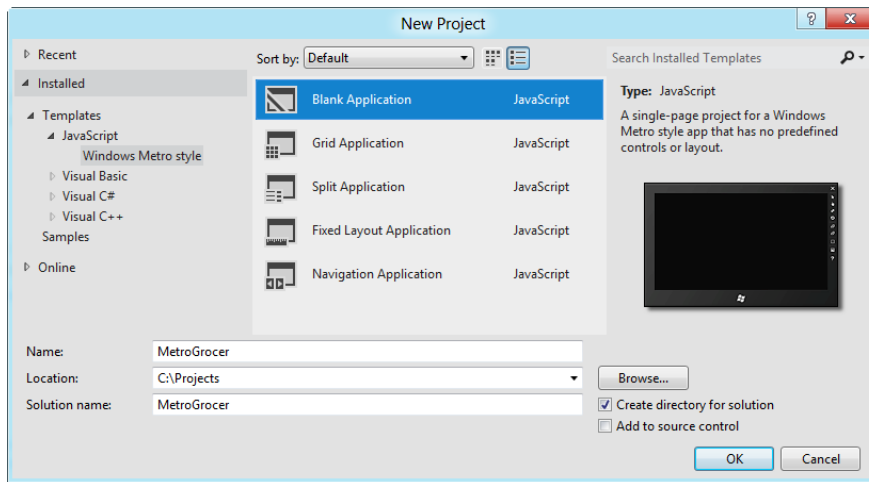 New Project
Recent
Installed
Templates
JavaScript
Windows Metro style
Visual Basic
Visual C#
Visual C++
Samples
Online
Sort by: Default
Blank Application JavaScript
Grid Application JavaScript
Split Application JavaScript
Fixed Layout Application JavaScript
Navigation Application JavaScript
Search Installed Templates
Type: JavaScript
A single-page project for a Windows
Metro style app that has no predefined
controls or layout.
Name: MetroGrocer
Location: C:\Projects
Solution name: MetroGrocer
Browse...
Create directory for solution
Add to source control
OK Cancel